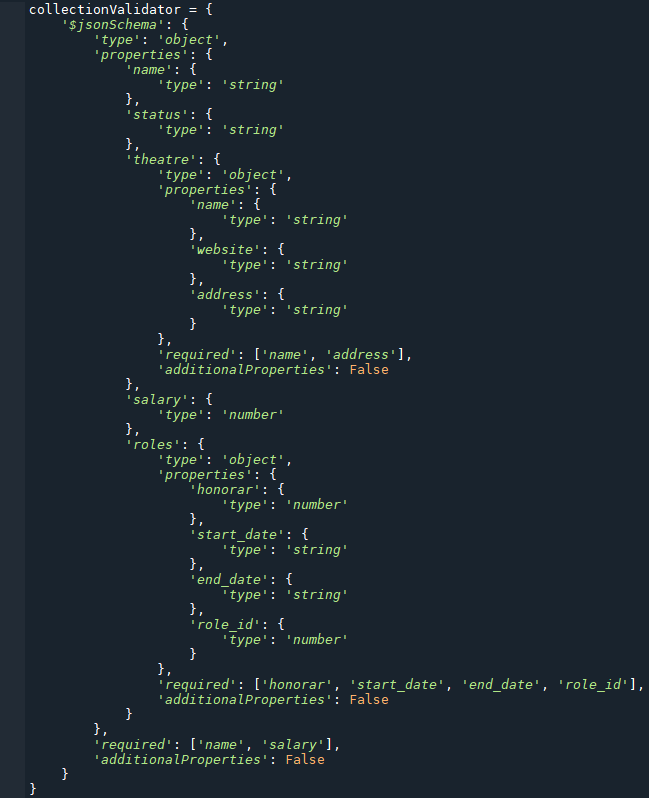 collectionValidator = {
    '$jsonSchema': {
        'type': 'object',
        'properties': {
            'name': {
                'type': 'string'
            },
            'status': {
                'type': 'string'
            },
            'theatre': {
                'type': 'object',
                'properties': {
                    'name': {
                        'type': 'string'
                    },
                    'website': {
                        'type': 'string'
                    },
                    'address': {
                        'type': 'string'
                    }
                },
                'required': ['name', 'address'],
                'additionalProperties': False
            },
            'salary': {
                'type': 'number'
            },
            'roles': {
                'type': 'object',
                'properties': {
                    'honorar': {
                        'type': 'number'
                    },
                    'start_date': {
                        'type': 'string'
                    },
                    'end_date': {
                        'type': 'string'
                    },
                    'role_id': {
                        'type': 'number'
                    }
                },
                'required': ['honorar', 'start_date', 'end_date', 'role_id'],
                'additionalProperties': False
            }
        },
        'required': ['name', 'salary'],
        'additionalProperties': False
    }
}